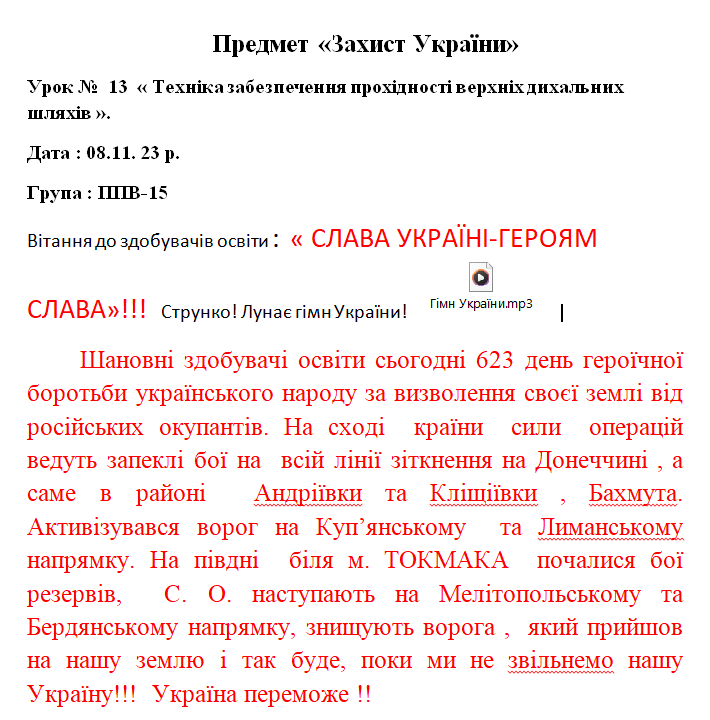 Предмет «Захист України»
Урок № 13 « Техніка забезпечення прохідності верхніх дихальних
шляхів ».
Дата : 08.11. 23 р.
Група : ППВ-15
Вітання до здобувачів освіти : « СЛАВА УКРАЇНІ-ГЕРОЯМ
СЛАВА»!!! Струнко! Лунає гімн України! Гімн України.mp3
Шановні здобувачі освіти сьогодні 623 день героїчної
боротьби українського народу за визволення своєї землі від
російських окупантів. На сході країни сили операцій
ведуть запеклі бої на всій лінії зіткнення на Донеччині , а
саме в районі Андріївки та Кліщіївки , Бахмута.
Активізувався ворог на Куп’янському та Лиманському
напрямку. На півдні біля м. ТОКМАКА почалися бої
резервів, С. О. наступають на Мелітопольському та
Бердянському напрямку, знищують ворога , який прийшов
на нашу землю і так буде, поки ми не звільнемо нашу
Україну!!! Україна переможе !!